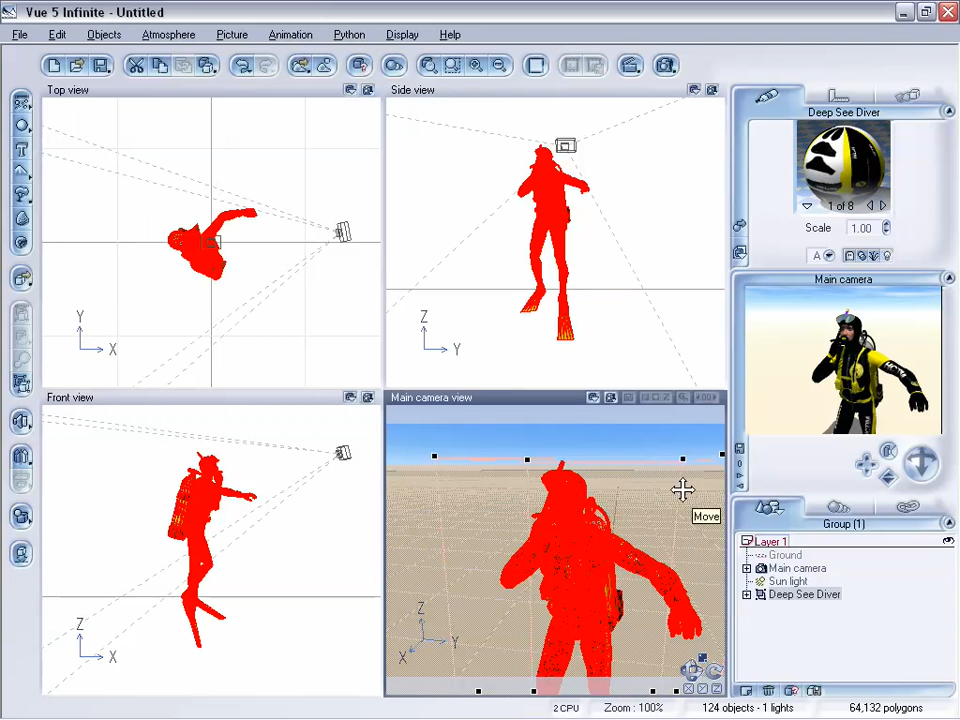 Vue 5 Infinite - Untitled
File Edit Objects Atmosphere Picture Animation Python Display Help
Top view
Y
X
Side view
Z
Y
Deep See Diver
1 of 8
Scale 1.00
A
Main camera
Front view
Z
X
Main camera view
Move
Z
Y
X
Group (1)
Layer 1
Ground
Main camera
Sun light
Deep See Diver
2 CPU Zoom : 100% 124 objects - 1 lights 64,132 polygons